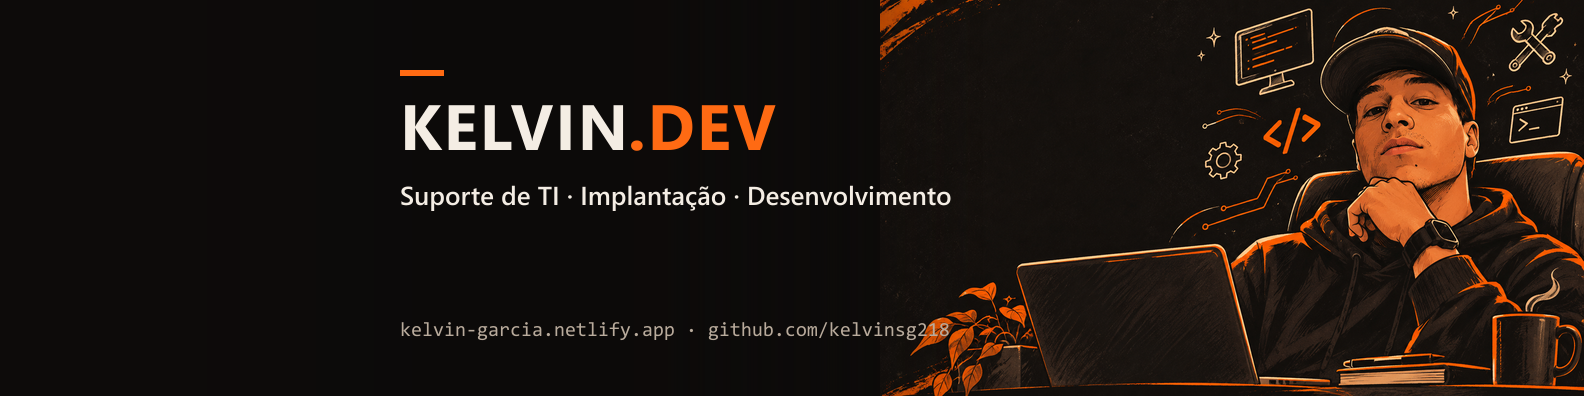 KELVIN.DEV
Suporte de TI · Implantação · Desenvolvimento
</>
>_
kelvin-garcia.netlify.app · github.com/kelvinsg218